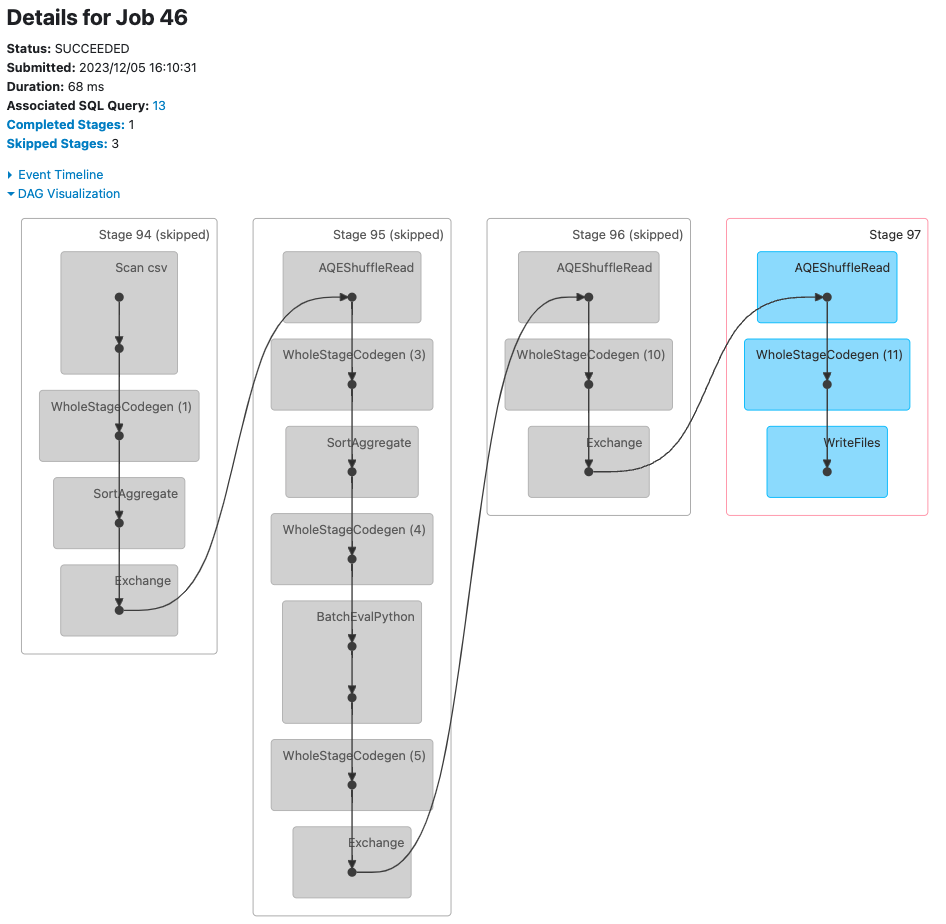 Details for Job 46
Status: SUCCEEDED
Submitted: 2023/12/05 16:10:31
Duration: 68 ms
Associated SQL Query: 13
Completed Stages: 1
Skipped Stages: 3
Event Timeline
DAG Visualization
Stage 94 (skipped)
Scan csv
WholeStageCodegen (1)
SortAggregate
Exchange
Stage 95 (skipped)
AQEShuffleRead
WholeStageCodegen (3)
SortAggregate
WholeStageCodegen (4)
BatchEvalPython
WholeStageCodegen (5)
Exchange
Stage 96 (skipped)
AQEShuffleRead
WholeStageCodegen (10)
Exchange
Stage 97
AQEShuffleRead
WholeStageCodegen (11)
WriteFiles